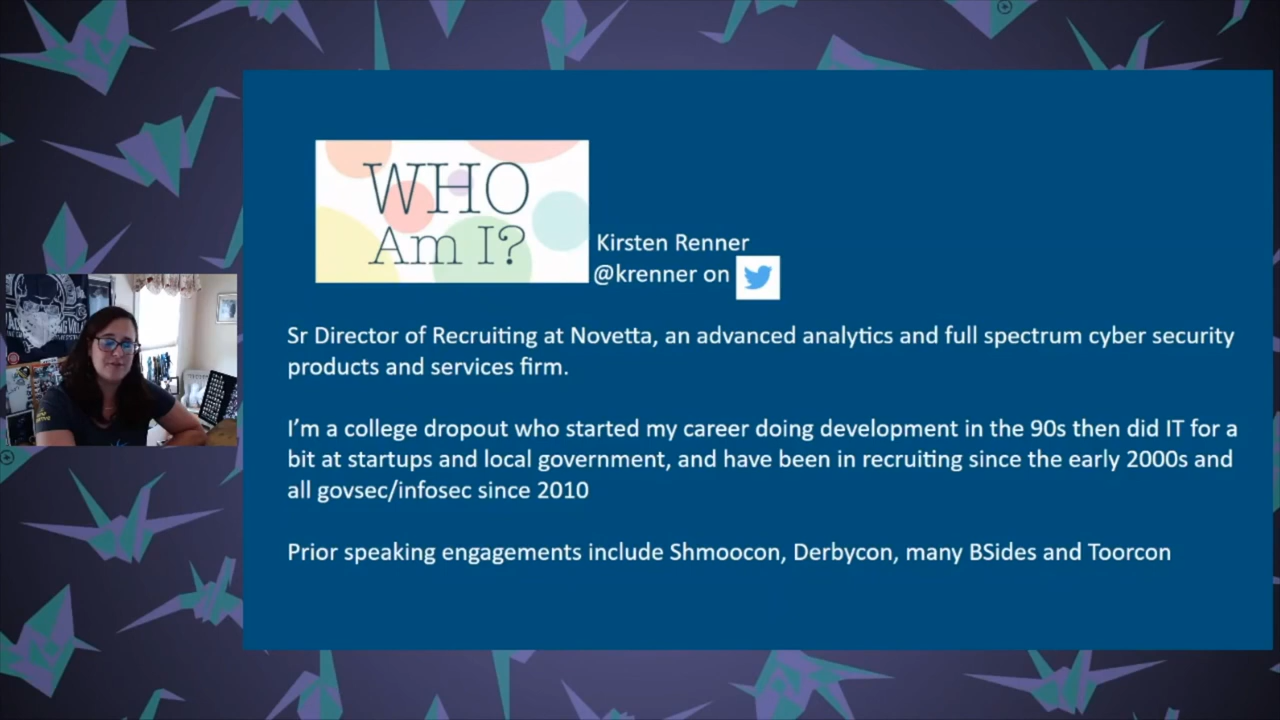 WHO
Am I?
Kirsten Renner
@krenner on
Sr Director of Recruiting at Novetta, an advanced analytics and full spectrum cyber security
products and services firm.
I'm a college dropout who started my career doing development in the 90s then did IT for a
bit at startups and local government, and have been in recruiting since the early 2000s and
all govsec/infosec since 2010
Prior speaking engagements include Shmoocon, Derbycon, many BSides and Toorcon